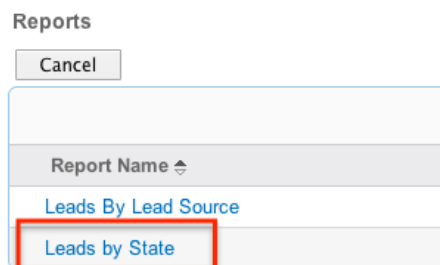 Reports
Cancel
Report Name
Leads By Lead Source
Leads by State